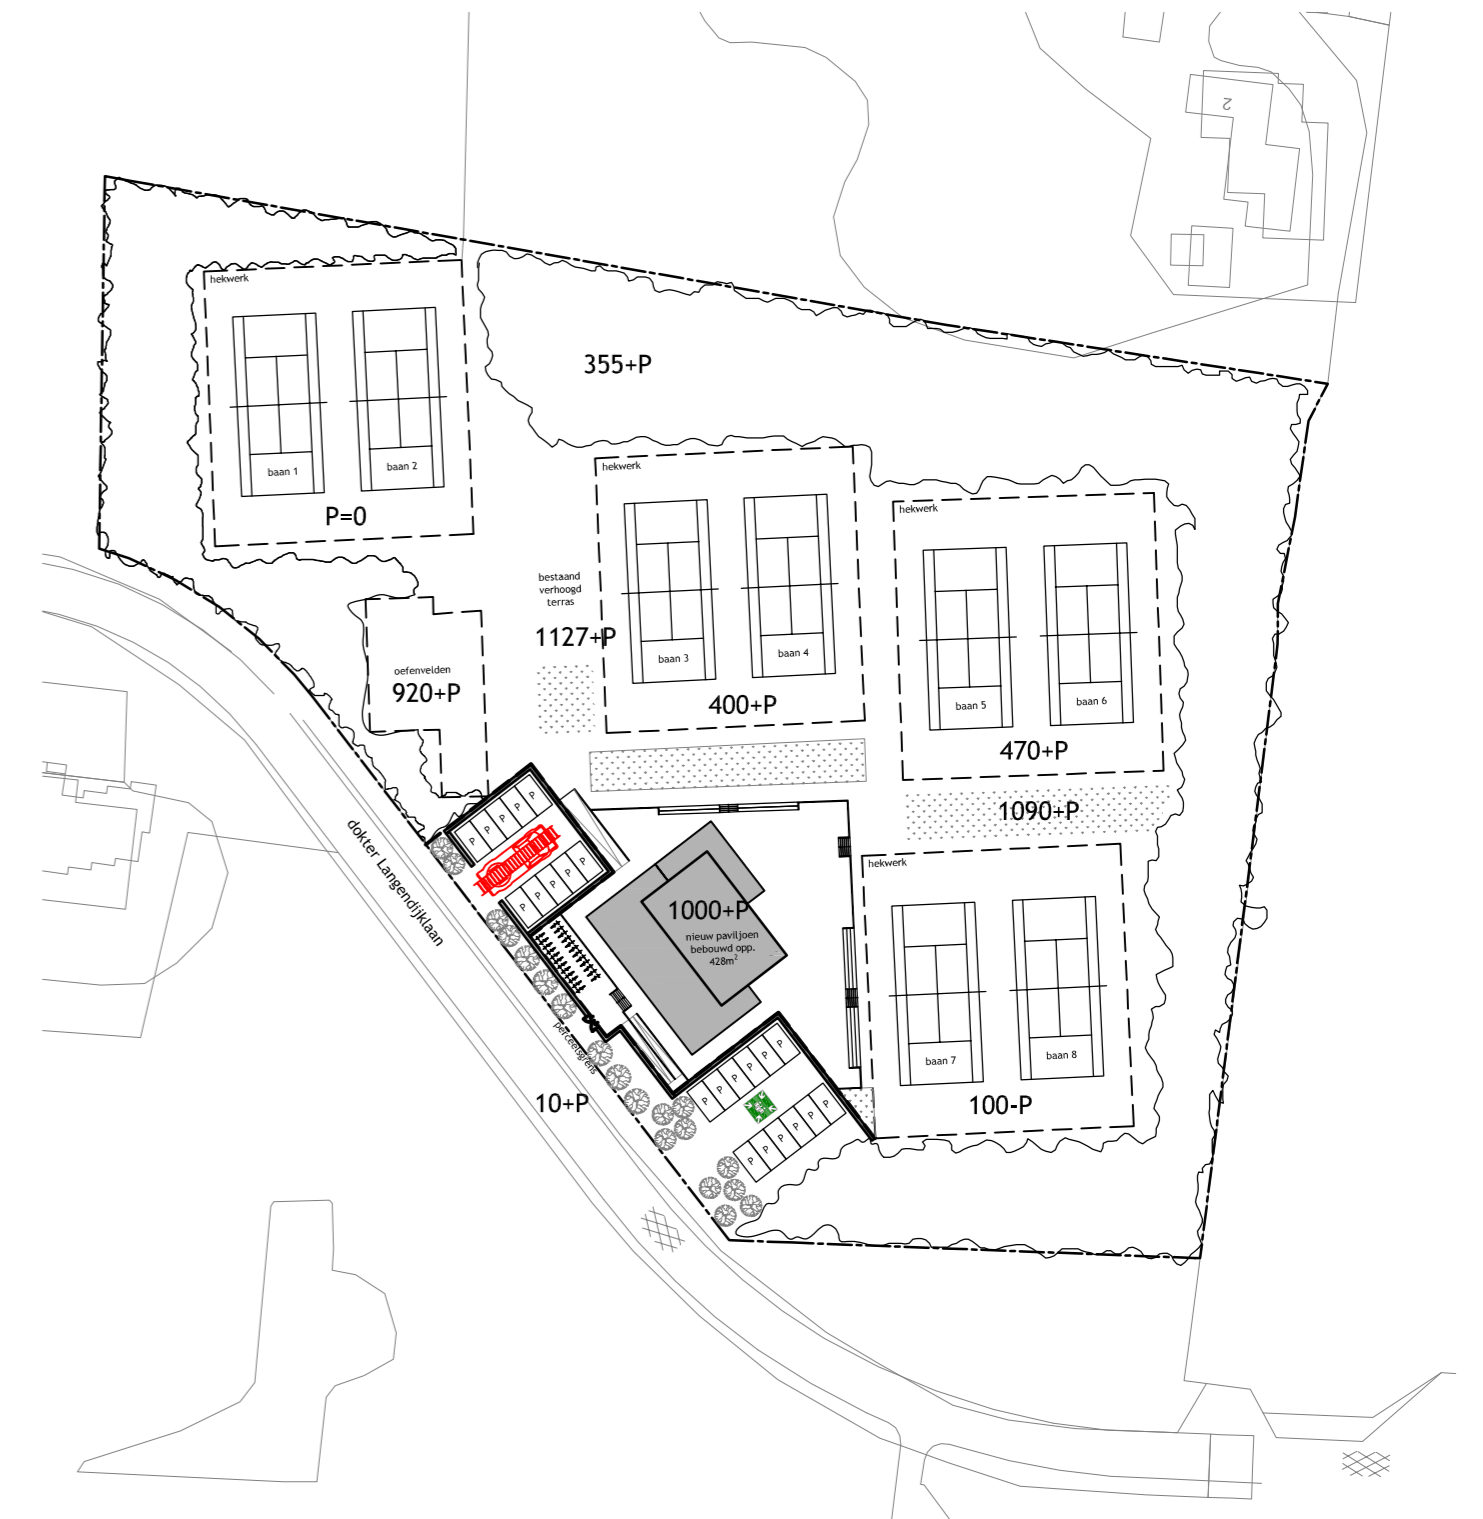 2
hekwerk
baan 1
baan 2
P=0
355+P
hekwerk
baan 3
baan 4
400+P
hekwerk
baan 5
baan 6
470+P
bestaand
verhoogd
terras
1127+P
oefenvelden
920+P
1090+P
P P P P P
P P P P P
dokter Langendijklaan
1000+P
nieuw paviljoen
bebouwd opp.
428m²
hekwerk
baan 7
baan 8
100-P
perceelsgrens
10+P
P P P P P P
P P P P P P